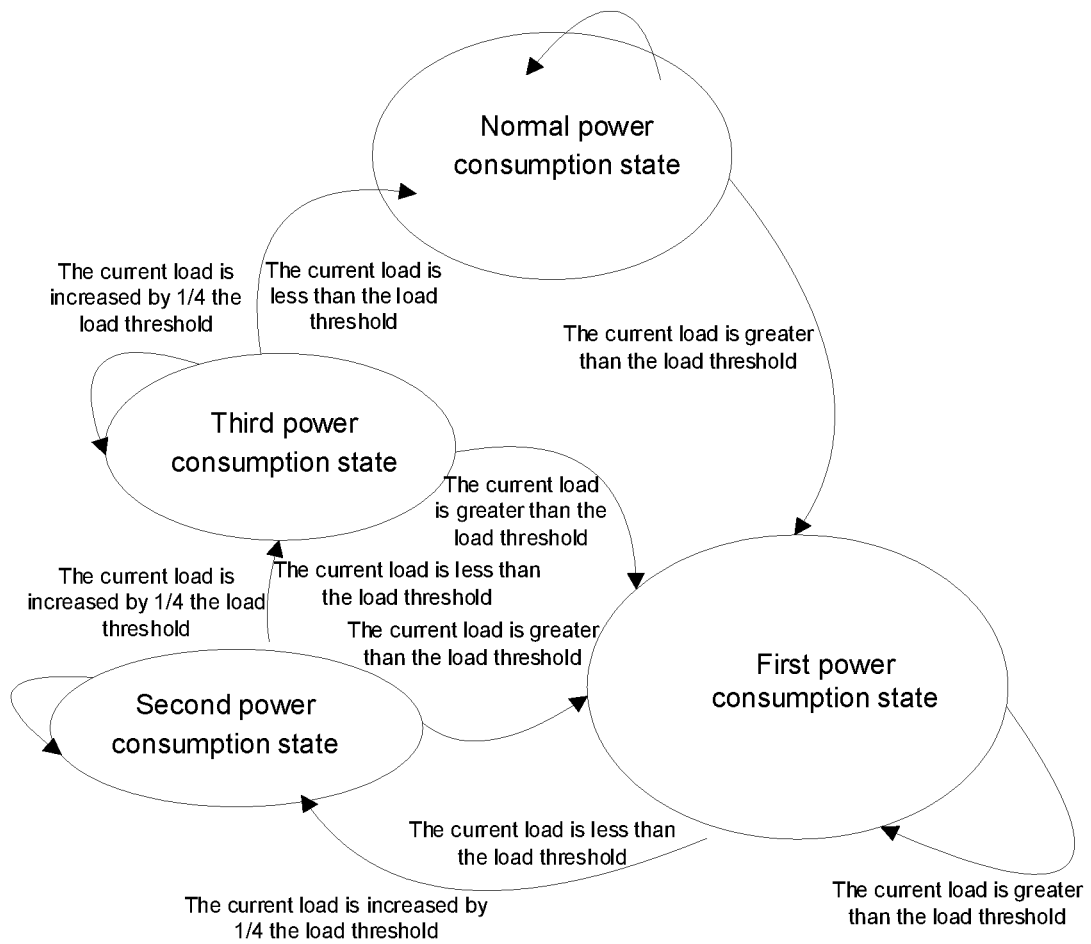 Normal power
consumption state
The current load is
increased by 1/4 the
load threshold
The current load is
less than the load
threshold
The current load is greater
than the load threshold
Third power
consumption state
The current load
is greater than the
load threshold
The current load is
increased by 1/4 the load
threshold
The current load is less than
the load threshold
The current load is greater
than the load threshold
First power
consumption state
Second power
consumption state
The current load is less than
the load threshold
The current load is increased by
1/4 the load threshold
The current load is greater
than the load threshold